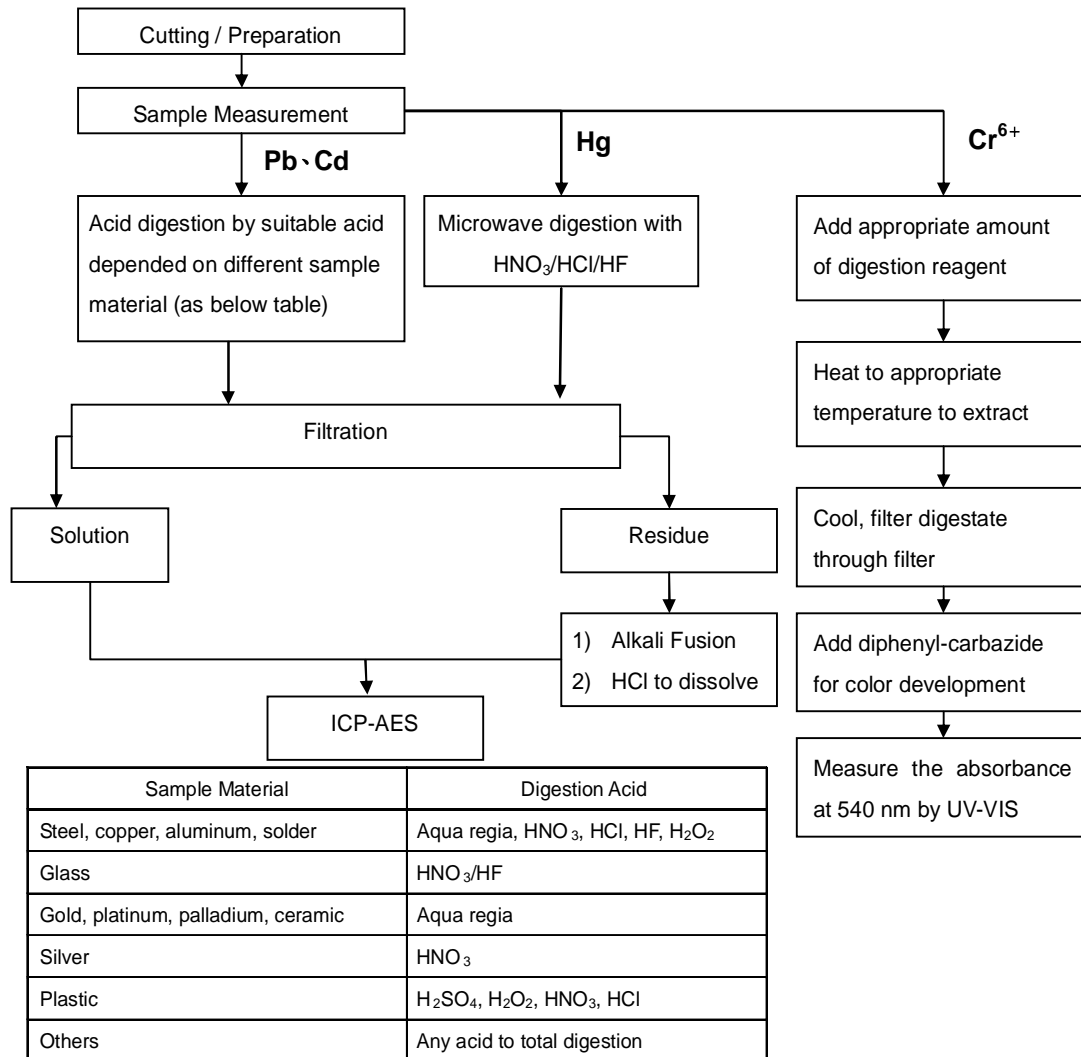 Cutting / Preparation
Sample Measurement
Pb、Cd
Hg
Cr⁶⁺
Acid digestion by suitable acid
depended on different sample
material (as below table)
Microwave digestion with
HNO₃/HCl/HF
Add appropriate amount
of digestion reagent
Heat to appropriate
temperature to extract
Filtration
Solution
Residue
Cool, filter digestate
through filter
1) Alkali Fusion
2) HCl to dissolve
Add diphenyl-carbazide
for color development
ICP-AES
Measure the absorbance
at 540 nm by UV-VIS
Sample Material Digestion Acid
Steel, copper, aluminum, solder Aqua regia, HNO₃, HCl, HF, H₂O₂
Glass HNO₃/HF
Gold, platinum, palladium, ceramic Aqua regia
Silver HNO₃
Plastic H₂SO₄, H₂O₂, HNO₃, HCl
Others Any acid to total digestion